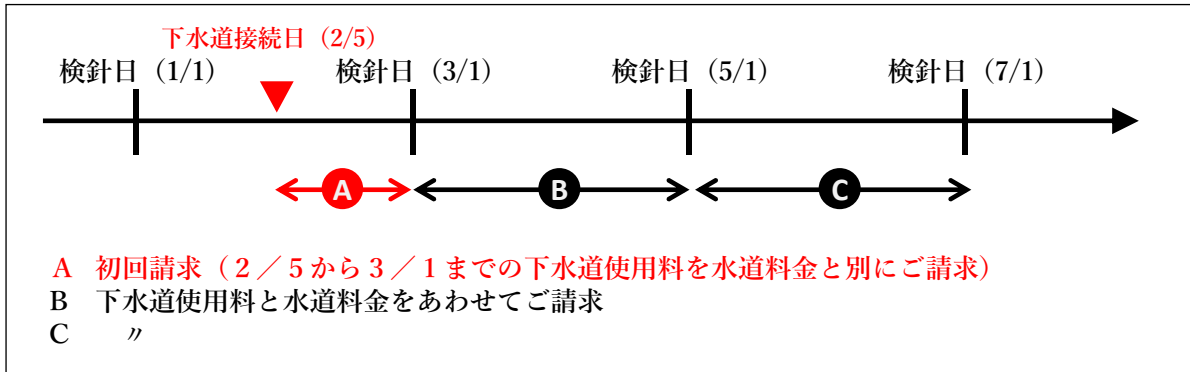 下水道接続日（2/5）
検針日（1/1） 検針日（3/1） 検針日（5/1） 検針日（7/1）
A B C
A 初回請求（２／５から３／１までの下水道使用料を水道料金と別にご請求）
B 下水道使用料と水道料金をあわせてご請求
C 〃